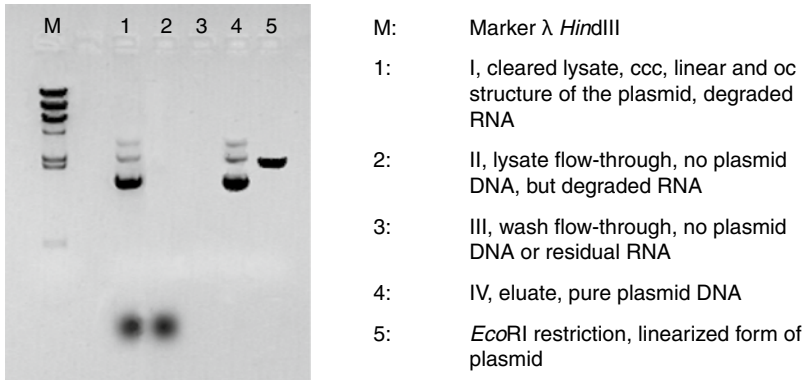 M 1 2 3 4 5
M: Marker λ HindIII
1: I, cleared lysate, ccc, linear and oc
structure of the plasmid, degraded
RNA
2: II, lysate flow-through, no plasmid
DNA, but degraded RNA
3: III, wash flow-through, no plasmid
DNA or residual RNA
4: IV, eluate, pure plasmid DNA
5: EcoRI restriction, linearized form of
plasmid